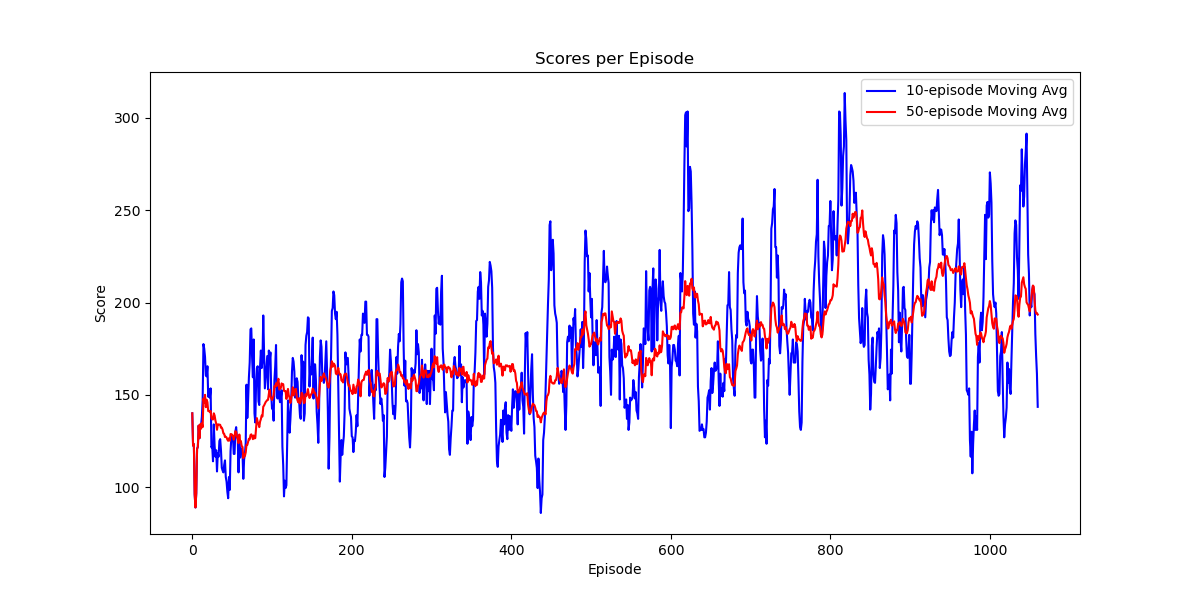 Scores per Episode
10-episode Moving Avg
50-episode Moving Avg
Score
300
250
200
150
100
0
200
400
600
800
1000
Episode